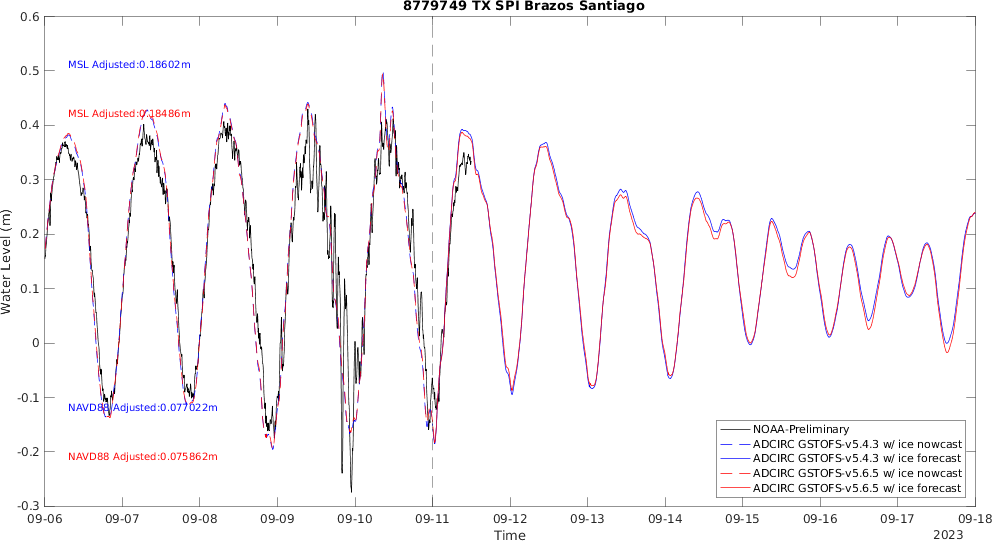 8779749 TX SPI Brazos Santiago
0.6
0.5
0.4
0.3
0.2
0.1
0
-0.1
-0.2
-0.3
Water Level (m)
MSL Adjusted:0.18602m
MSL Adjusted:0.18486m
NAVD88 Adjusted:0.077022m
NAVD88 Adjusted:0.075862m
NOAA-Preliminary
ADCIRC GSTOFS-v5.4.3 w/ ice nowcast
ADCIRC GSTOFS-v5.4.3 w/ ice forecast
ADCIRC GSTOFS-v5.6.5 w/ ice nowcast
ADCIRC GSTOFS-v5.6.5 w/ ice forecast
09-06 09-07 09-08 09-09 09-10 09-11 09-12 09-13 09-14 09-15 09-16 09-17 09-18
Time
2023